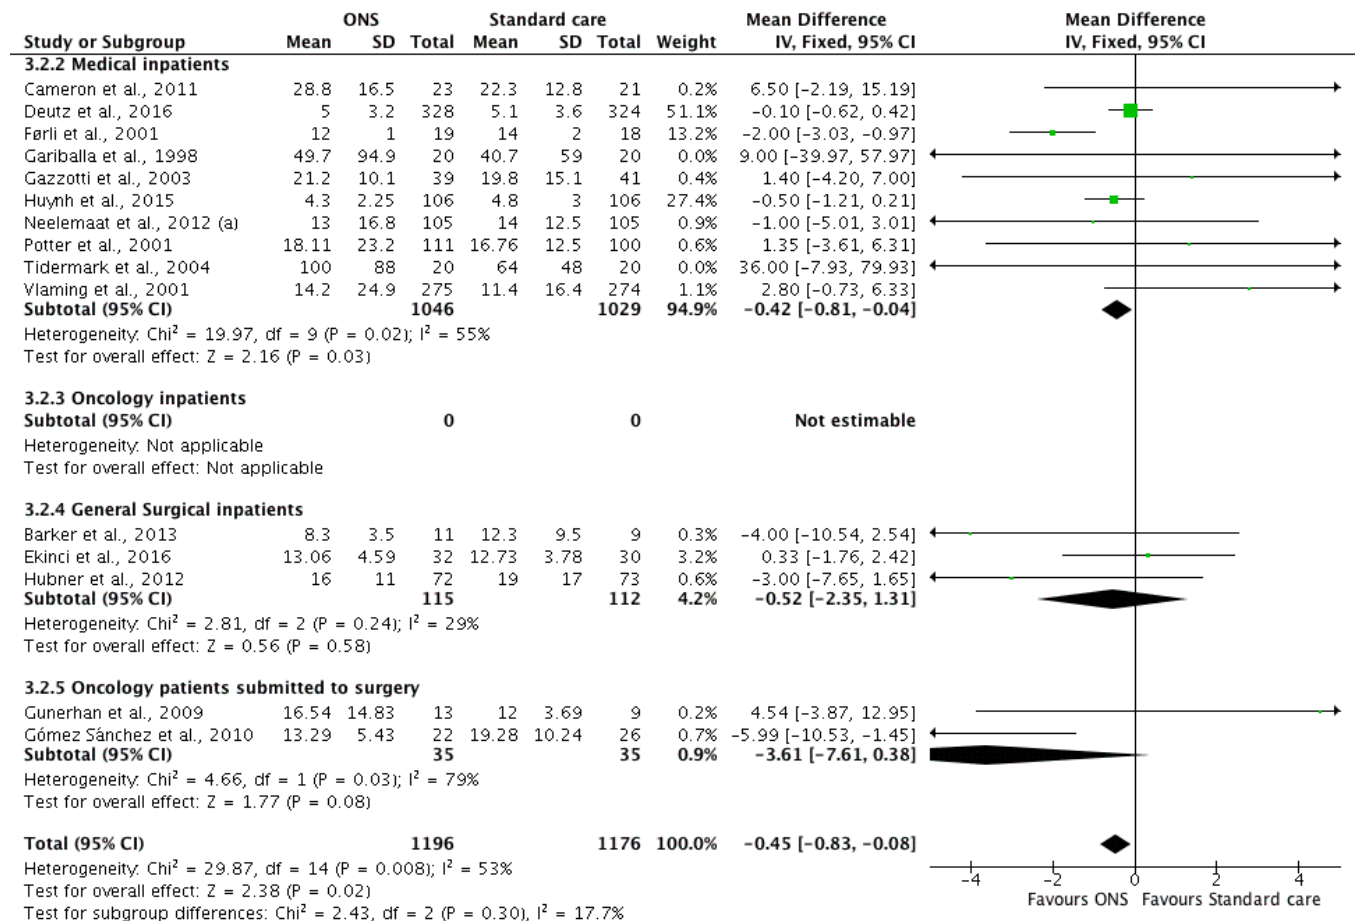 ONS Standard care Mean Difference Mean Difference
Study or Subgroup Mean SD Total Mean SD Total Weight IV, Fixed, 95% CI IV, Fixed, 95% CI
3.2.2 Medical inpatients
Cameron et al., 2011 28.8 16.5 23 22.3 12.8 21 0.2% 6.50 [-2.19, 15.19]
Deutz et al., 2016 5 3.2 328 5.1 3.6 324 51.1% -0.10 [-0.62, 0.42]
Førli et al., 2001 12 1 19 14 2 18 13.2% -2.00 [-3.03, -0.97]
Gariballa et al., 1998 49.7 94.9 20 40.7 59 20 0.0% 9.00 [-39.97, 57.97]
Gazzotti et al., 2003 21.2 10.1 39 19.8 15.1 41 0.4% 1.40 [-4.20, 7.00]
Huynh et al., 2015 4.3 2.25 106 4.8 3 106 27.4% -0.50 [-1.21, 0.21]
Neelemaat et al., 2012 (a) 13 16.8 105 14 12.5 105 0.9% -1.00 [-5.01, 3.01]
Potter et al., 2001 18.11 23.2 111 16.76 12.5 100 0.6% 1.35 [-3.61, 6.31]
Tidermark et al., 2004 100 88 20 64 48 20 0.0% 36.00 [-7.93, 79.93]
Vlaming et al., 2001 14.2 24.9 275 11.4 16.4 274 1.1% 2.80 [-0.73, 6.33]
Subtotal (95% CI) 1046 1029 94.9% -0.42 [-0.81, -0.04]
Heterogeneity: Chi² = 19.97, df = 9 (P = 0.02); I² = 55%
Test for overall effect: Z = 2.16 (P = 0.03)
3.2.3 Oncology inpatients
Subtotal (95% CI) 0 0 Not estimable
Heterogeneity: Not applicable
Test for overall effect: Not applicable
3.2.4 General Surgical inpatients
Barker et al., 2013 8.3 3.5 11 12.3 9.5 9 0.3% -4.00 [-10.54, 2.54]
Ekinci et al., 2016 13.06 4.59 32 12.73 3.78 30 3.2% 0.33 [-1.76, 2.42]
Hubner et al., 2012 16 11 72 19 17 73 0.6% -3.00 [-7.65, 1.65]
Subtotal (95% CI) 115 112 4.2% -0.52 [-2.35, 1.31]
Heterogeneity: Chi² = 2.81, df = 2 (P = 0.24); I² = 29%
Test for overall effect: Z = 0.56 (P = 0.58)
3.2.5 Oncology patients submitted to surgery
Gunerhan et al., 2009 16.54 14.83 13 12 3.69 9 0.2% 4.54 [-3.87, 12.95]
Gómez Sánchez et al., 2010 13.29 5.43 22 19.28 10.24 26 0.7% -5.99 [-10.53, -1.45]
Subtotal (95% CI) 35 35 0.9% -3.61 [-7.61, 0.38]
Heterogeneity: Chi² = 4.66, df = 1 (P = 0.03); I² = 79%
Test for overall effect: Z = 1.77 (P = 0.08)
Total (95% CI) 1196 1176 100.0% -0.45 [-0.83, -0.08]
Heterogeneity: Chi² = 29.87, df = 14 (P = 0.008); I² = 53%
Test for overall effect: Z = 2.38 (P = 0.02)
Test for subgroup differences: Chi² = 2.43, df = 2 (P = 0.30), I² = 17.7%
-4 -2 0 2 4
Favours ONS Favours Standard care